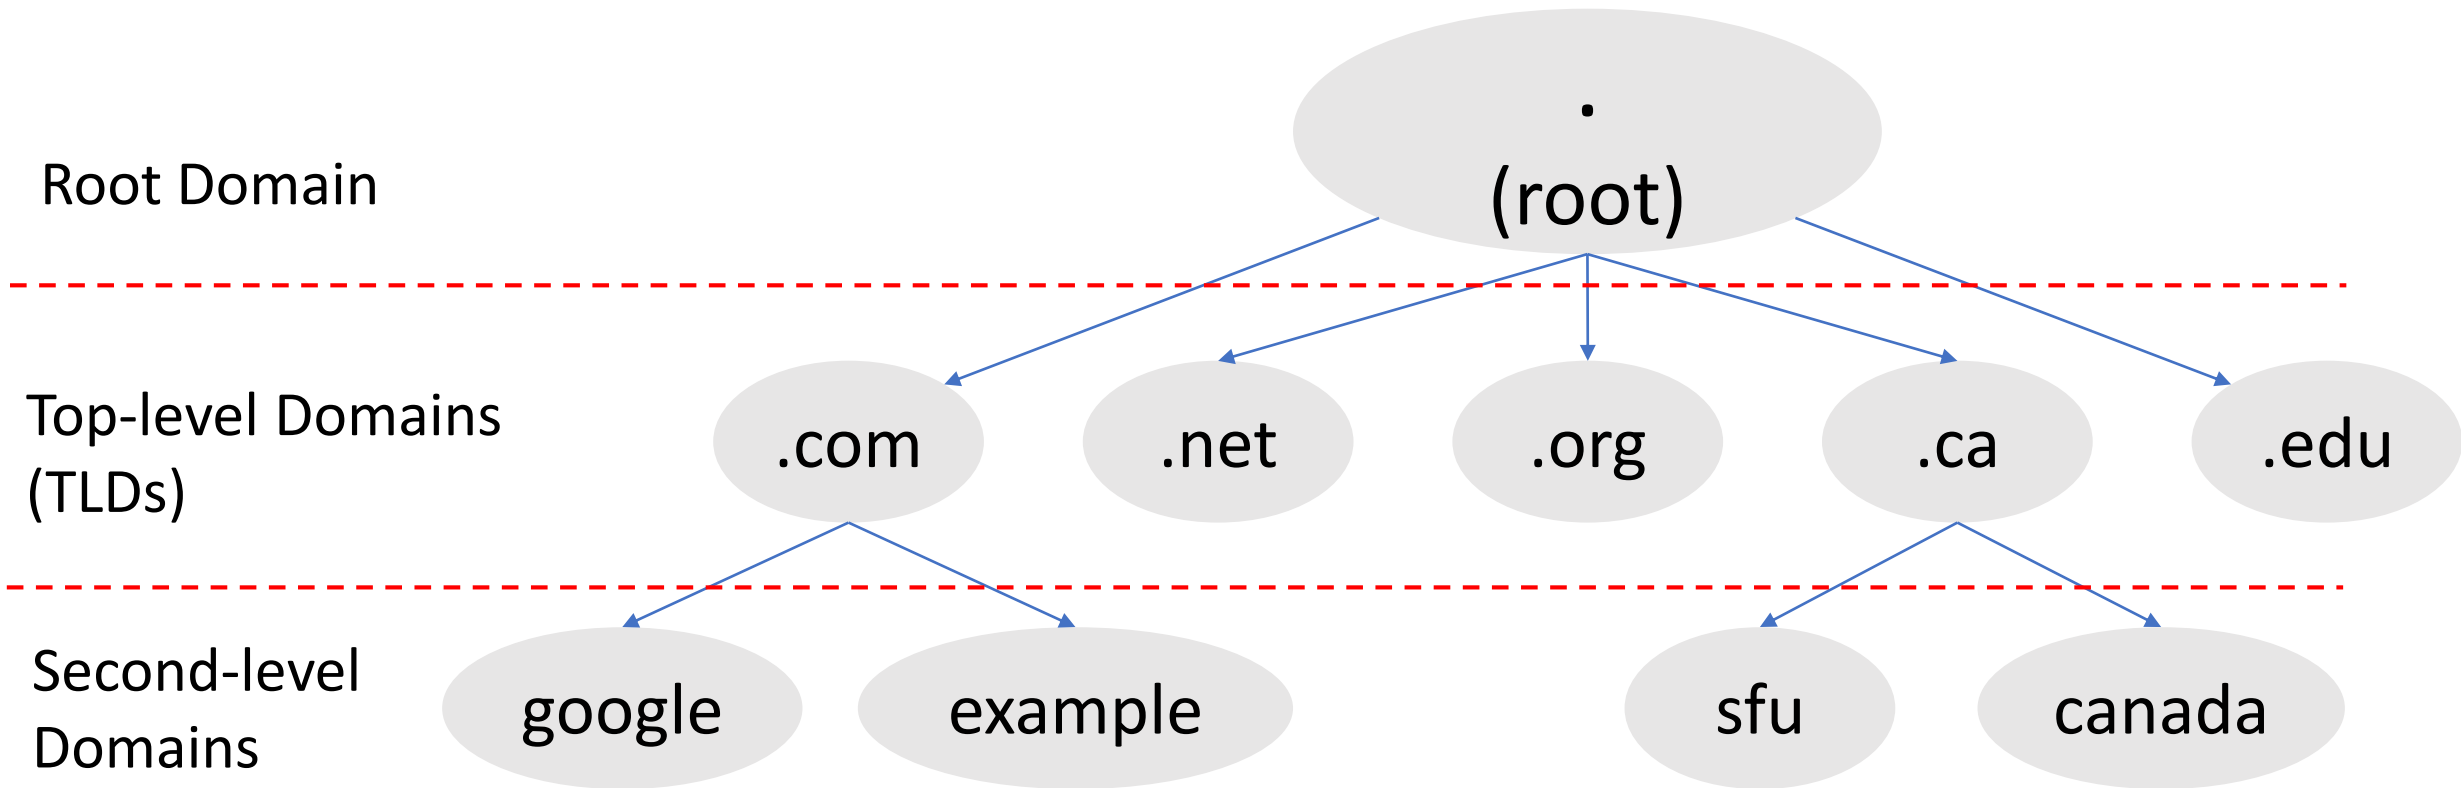 .
(root)
Root Domain
Top-level Domains
(TLDs)
.com
.net
.org
.ca
.edu
Second-level
Domains
google
example
sfu
canada